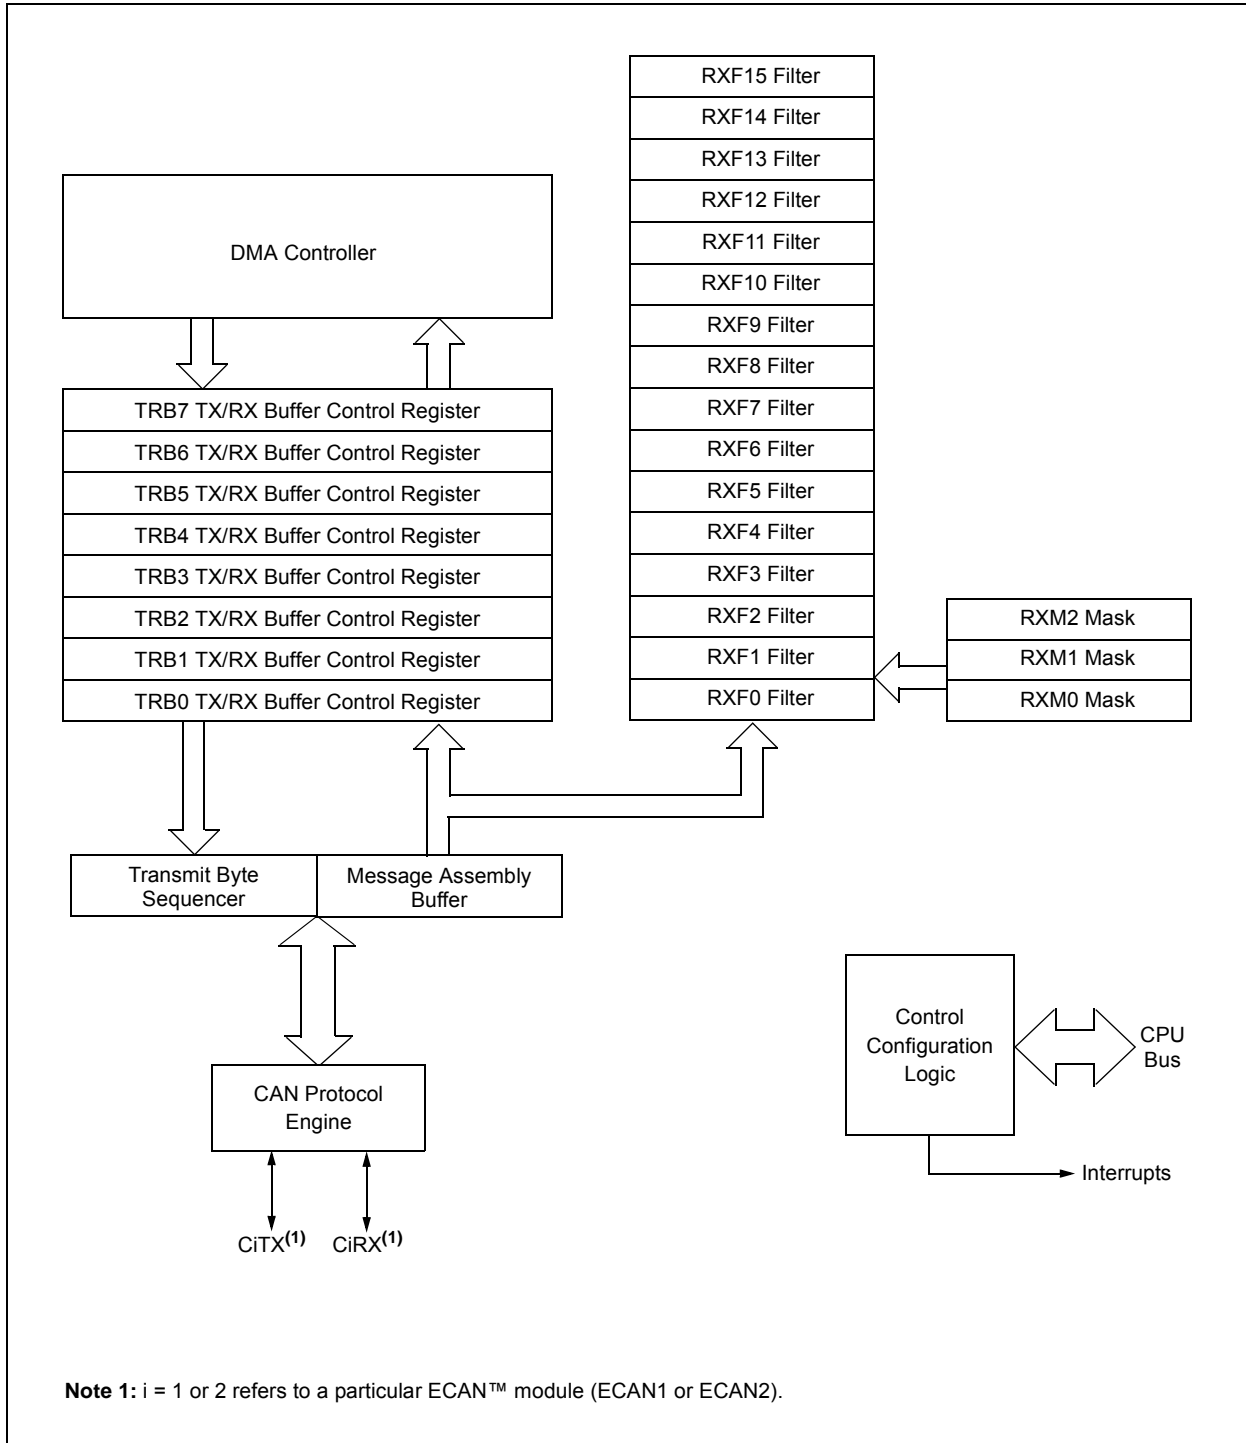 DMA Controller
TRB7 TX/RX Buffer Control Register
TRB6 TX/RX Buffer Control Register
TRB5 TX/RX Buffer Control Register
TRB4 TX/RX Buffer Control Register
TRB3 TX/RX Buffer Control Register
TRB2 TX/RX Buffer Control Register
TRB1 TX/RX Buffer Control Register
TRB0 TX/RX Buffer Control Register
RXF15 Filter
RXF14 Filter
RXF13 Filter
RXF12 Filter
RXF11 Filter
RXF10 Filter
RXF9 Filter
RXF8 Filter
RXF7 Filter
RXF6 Filter
RXF5 Filter
RXF4 Filter
RXF3 Filter
RXF2 Filter
RXF1 Filter
RXF0 Filter
RXM2 Mask
RXM1 Mask
RXM0 Mask
Transmit Byte
Sequencer
Message Assembly
Buffer
CAN Protocol
Engine
CiTX(1)
CiRX(1)
Control
Configuration
Logic
CPU
Bus
Interrupts
Note 1: i = 1 or 2 refers to a particular ECAN™ module (ECAN1 or ECAN2).